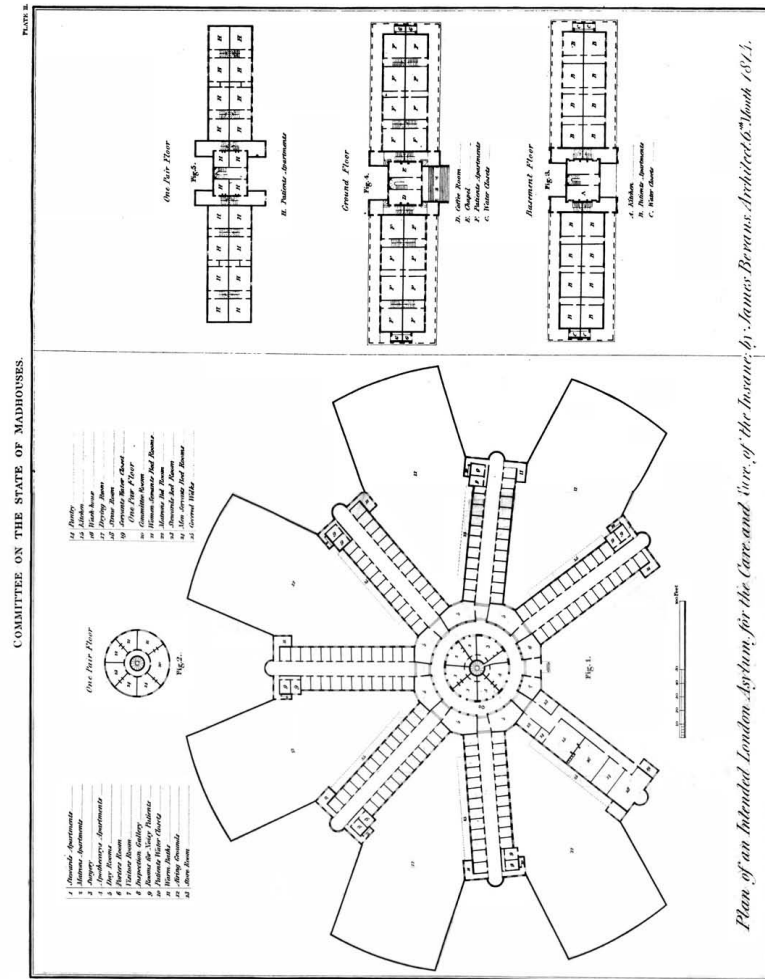 PLATE II.
COMMITTEE ON THE STATE OF MADHOUSES.
1 Stewards Apartments
2 Matrons Apartments
3 Surgery
4 Apothecarys Apartments
5 Day Rooms
6 Porters Room
7 Visitors Room
8 Inspection Gallery
9 Rooms for Noisy Patients
10 Patients Water Closets
11 Warm Baths
12 Airing Grounds
13 Store Room
One Pair Floor
Fig. 2.
14 Pantry
15 Kitchen
16 Wash-house
17 Drying Room
18 Stone Room
19 Servants Water Closet
One Pair Floor
20 Committee Room
21 Women Servants Bed Rooms
22 Matrons Bed Room
23 Stewards Bed Room
24 Men Servants Bed Rooms
25 Covered Walks
Fig. 1.
Feet
One Pair Floor
Fig. 5.
H. Patients Apartments
Ground Floor
Fig. 4.
D. Coffin Room
E. Chapel
F. Patients Apartments
C. Water Closets
Basement Floor
Fig. 3.
A. Kitchen
B. Patients Apartments
C. Water Closets
Plan of an Intended London Asylum, for the Care and Cure, of the Insane; by James Bevans Architect. 6th Month 1814.